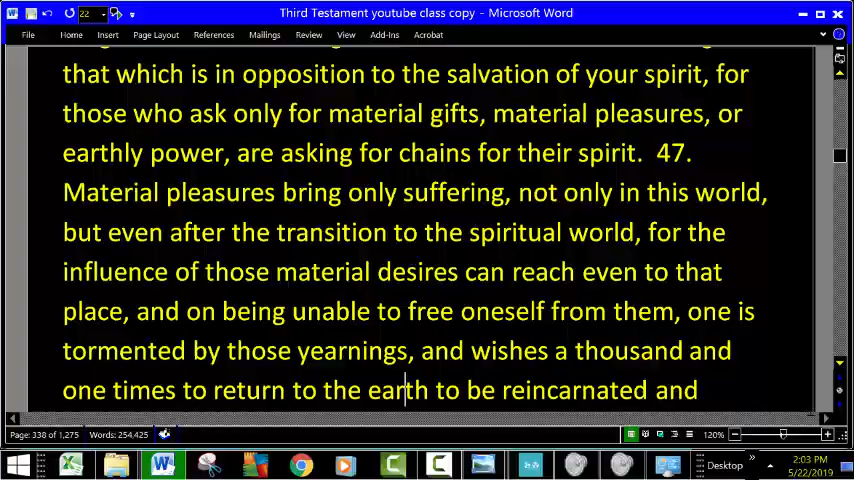 22
Third Testament youtube class copy - Microsoft Word
File Home Insert Page Layout References Mailings Review View Add-Ins Acrobat
that which is in opposition to the salvation of your spirit, for
those who ask only for material gifts, material pleasures, or
earthly power, are asking for chains for their spirit.  47.
Material pleasures bring only suffering, not only in this world,
but even after the transition to the spiritual world, for the
influence of those material desires can reach even to that
place, and on being unable to free oneself from them, one is
tormented by those yearnings, and wishes a thousand and
one times to return to the earth to be reincarnated and
Page: 338 of 1,275 Words: 254,425 120%
Desktop
2:03 PM
5/22/2019